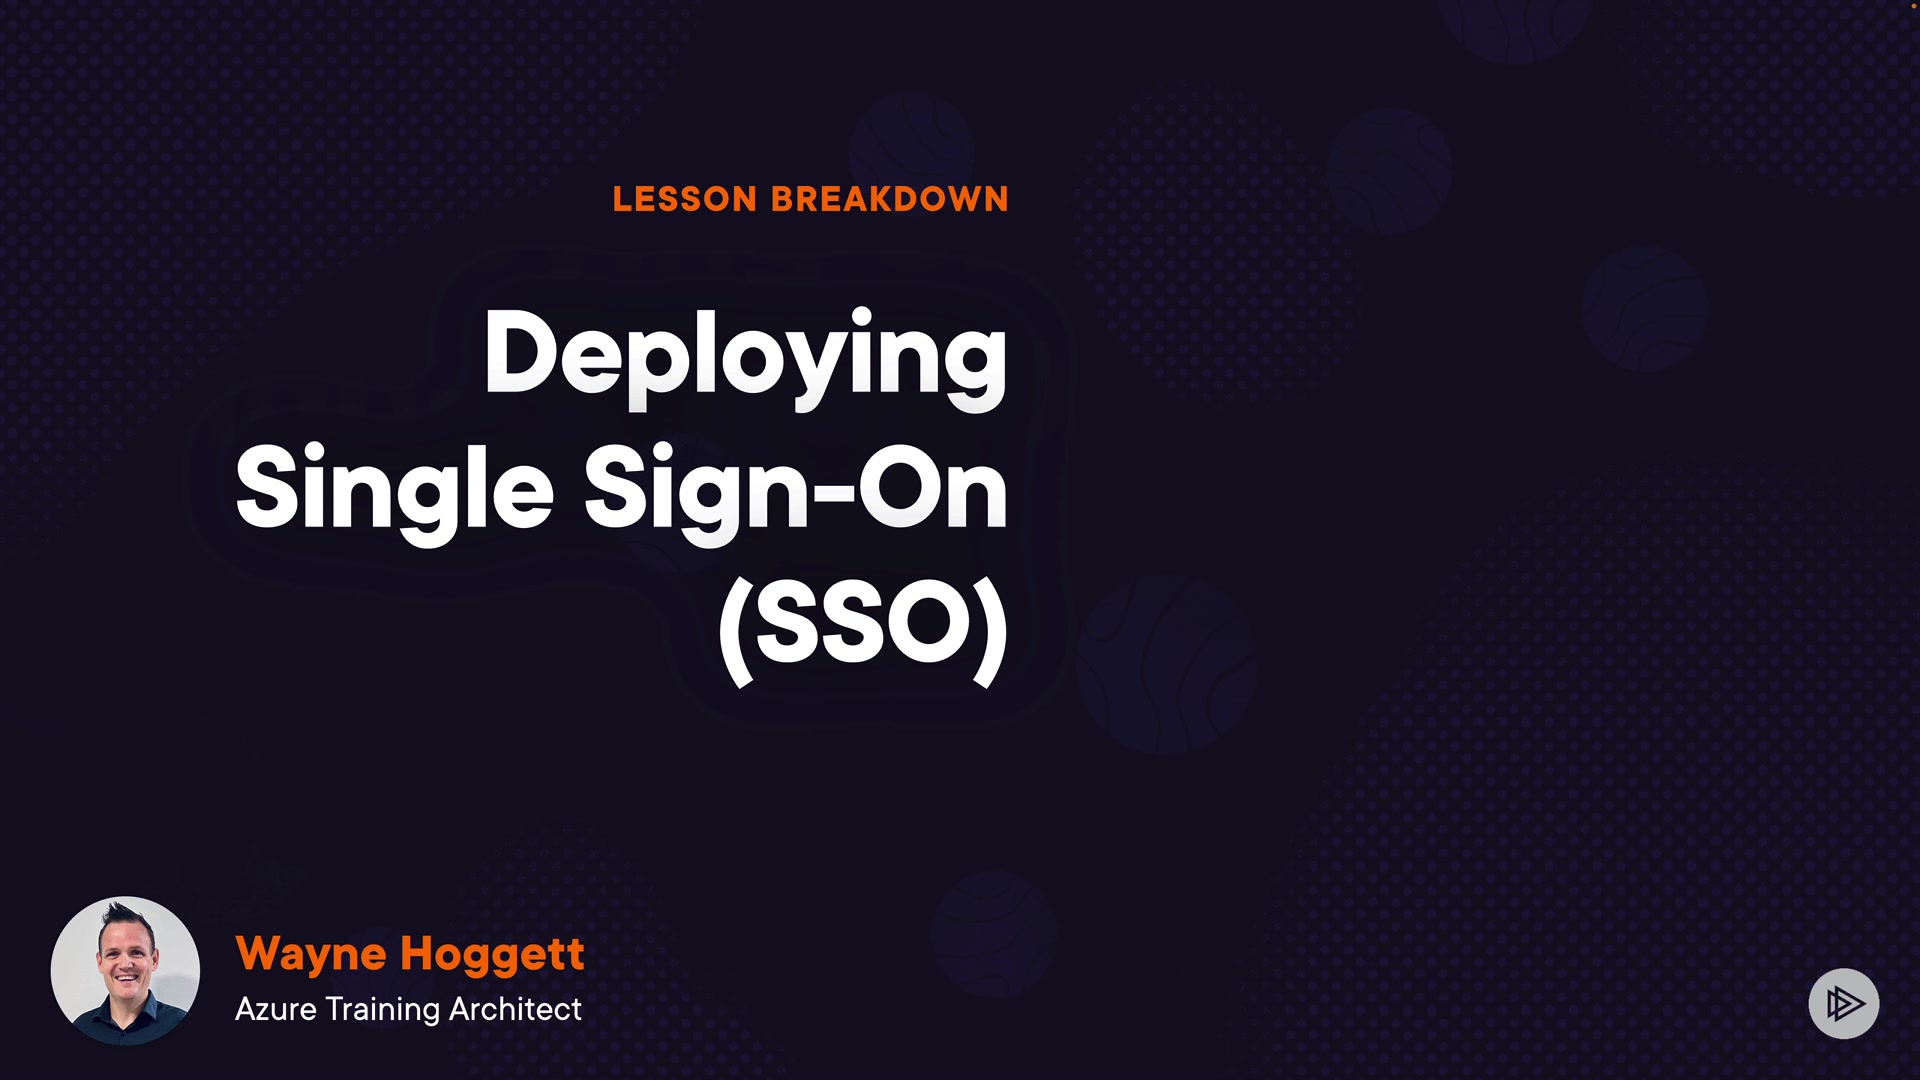 LESSON BREAKDOWN
Deploying
Single Sign-On
(SSO)
Wayne Hoggett
Azure Training Architect